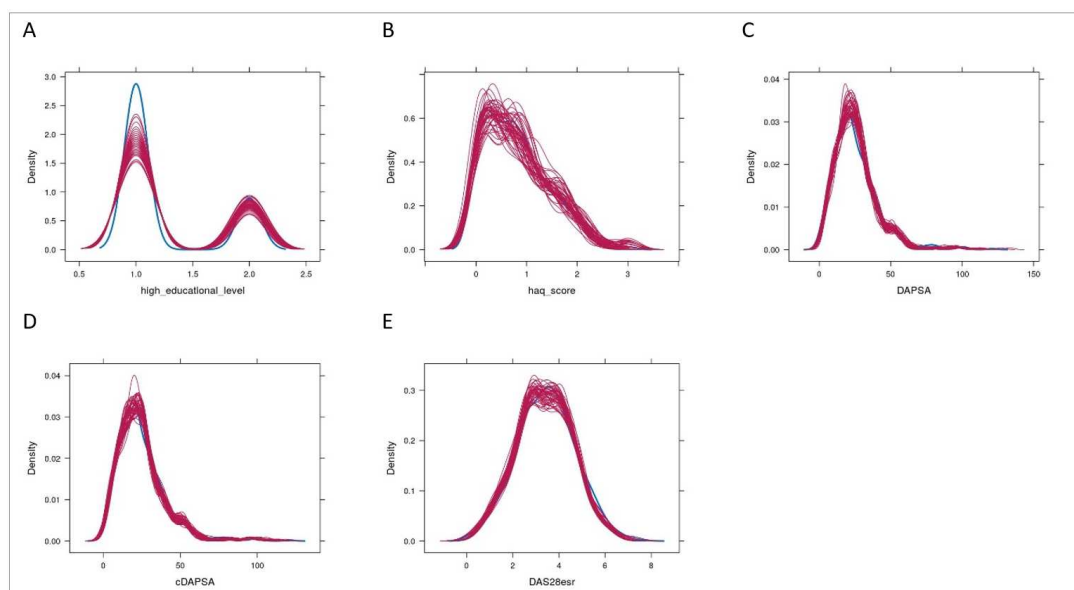 A
B
C
Density
3.0
2.5
2.0
1.5
1.0
0.5
0.0
0.5 1.0 1.5 2.0 2.5
high_educational_level
Density
0.6
0.4
0.2
0.0
0 1 2 3
haq_score
Density
0.04
0.03
0.02
0.01
0.00
0 50 100 150
DAPSA
D
E
Density
0.04
0.03
0.02
0.01
0.00
0 50 100
cDAPSA
Density
0.3
0.2
0.1
0.0
0 2 4 6 8
DAS28esr